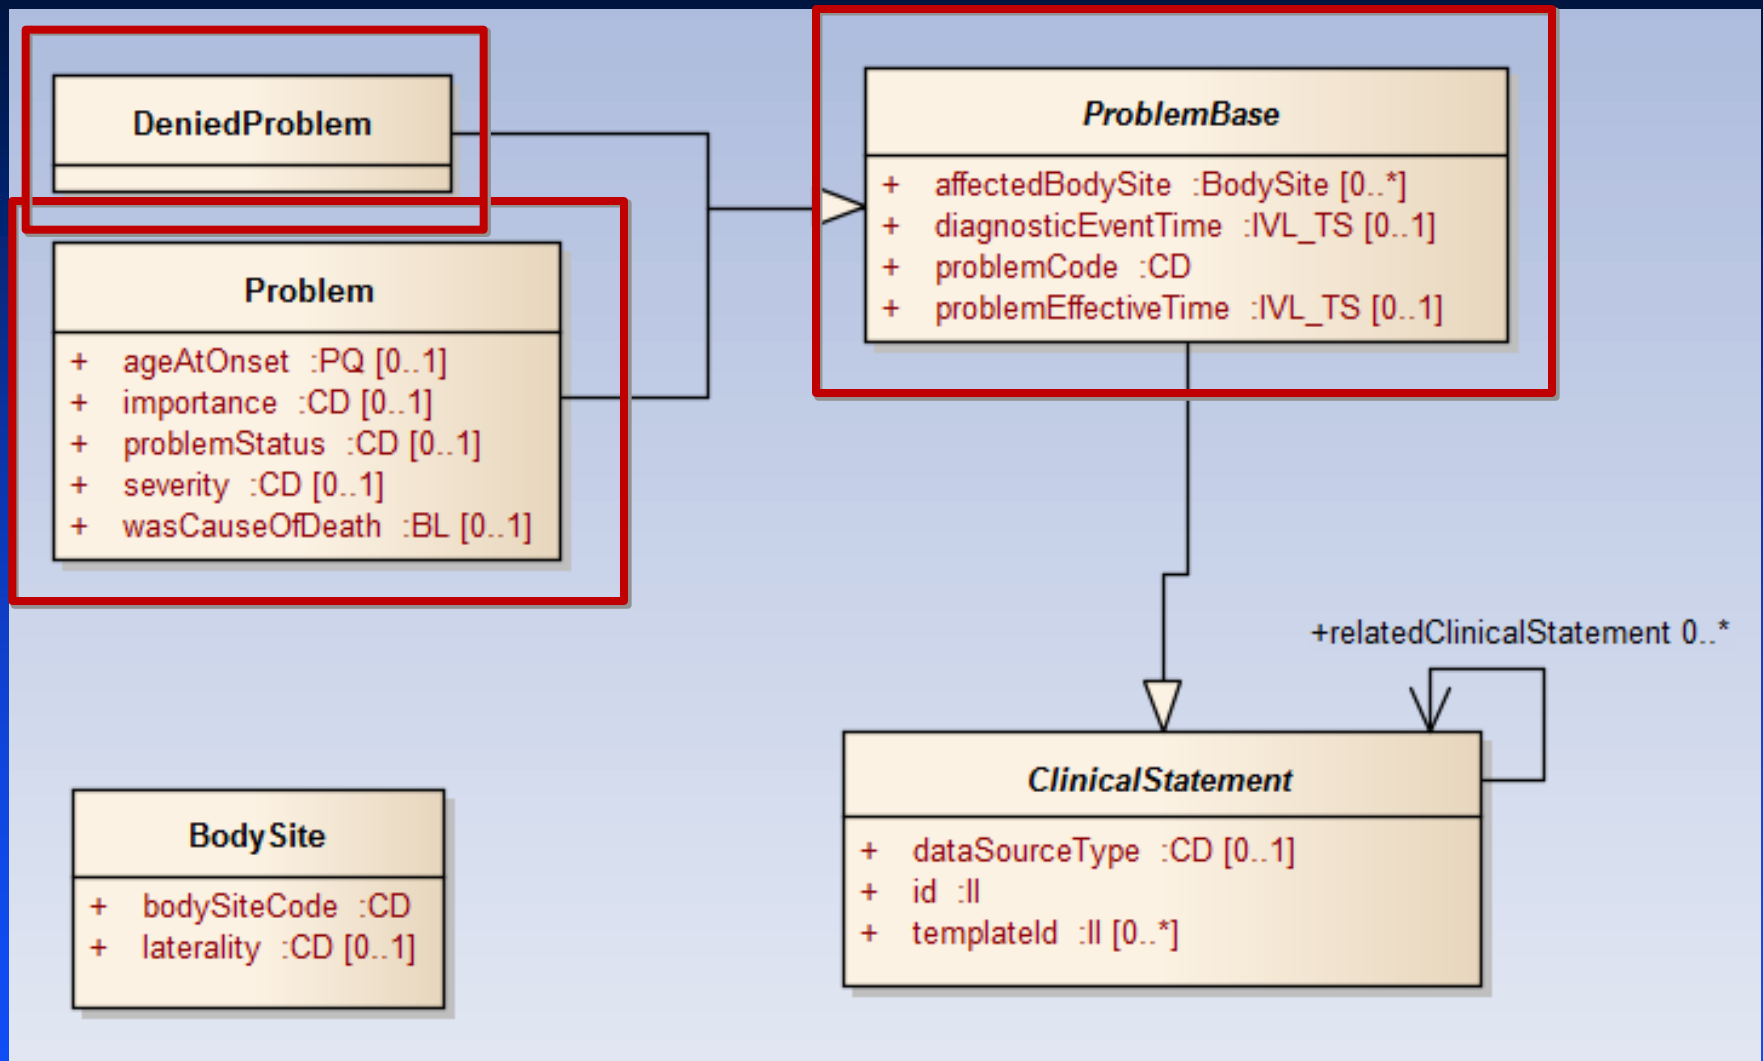 DeniedProblem
Problem
+ ageAtOnset :PQ [0..1]
+ importance :CD [0..1]
+ problemStatus :CD [0..1]
+ severity :CD [0..1]
+ wasCauseOfDeath :BL [0..1]
ProblemBase
+ affectedBodySite :BodySite [0..*]
+ diagnosticEventTime :IVL_TS [0..1]
+ problemCode :CD
+ problemEffectiveTime :IVL_TS [0..1]
+relatedClinicalStatement 0..*
ClinicalStatement
+ dataSourceType :CD [0..1]
+ id :II
+ templateId :II [0..*]
BodySite
+ bodySiteCode :CD
+ laterality :CD [0..1]